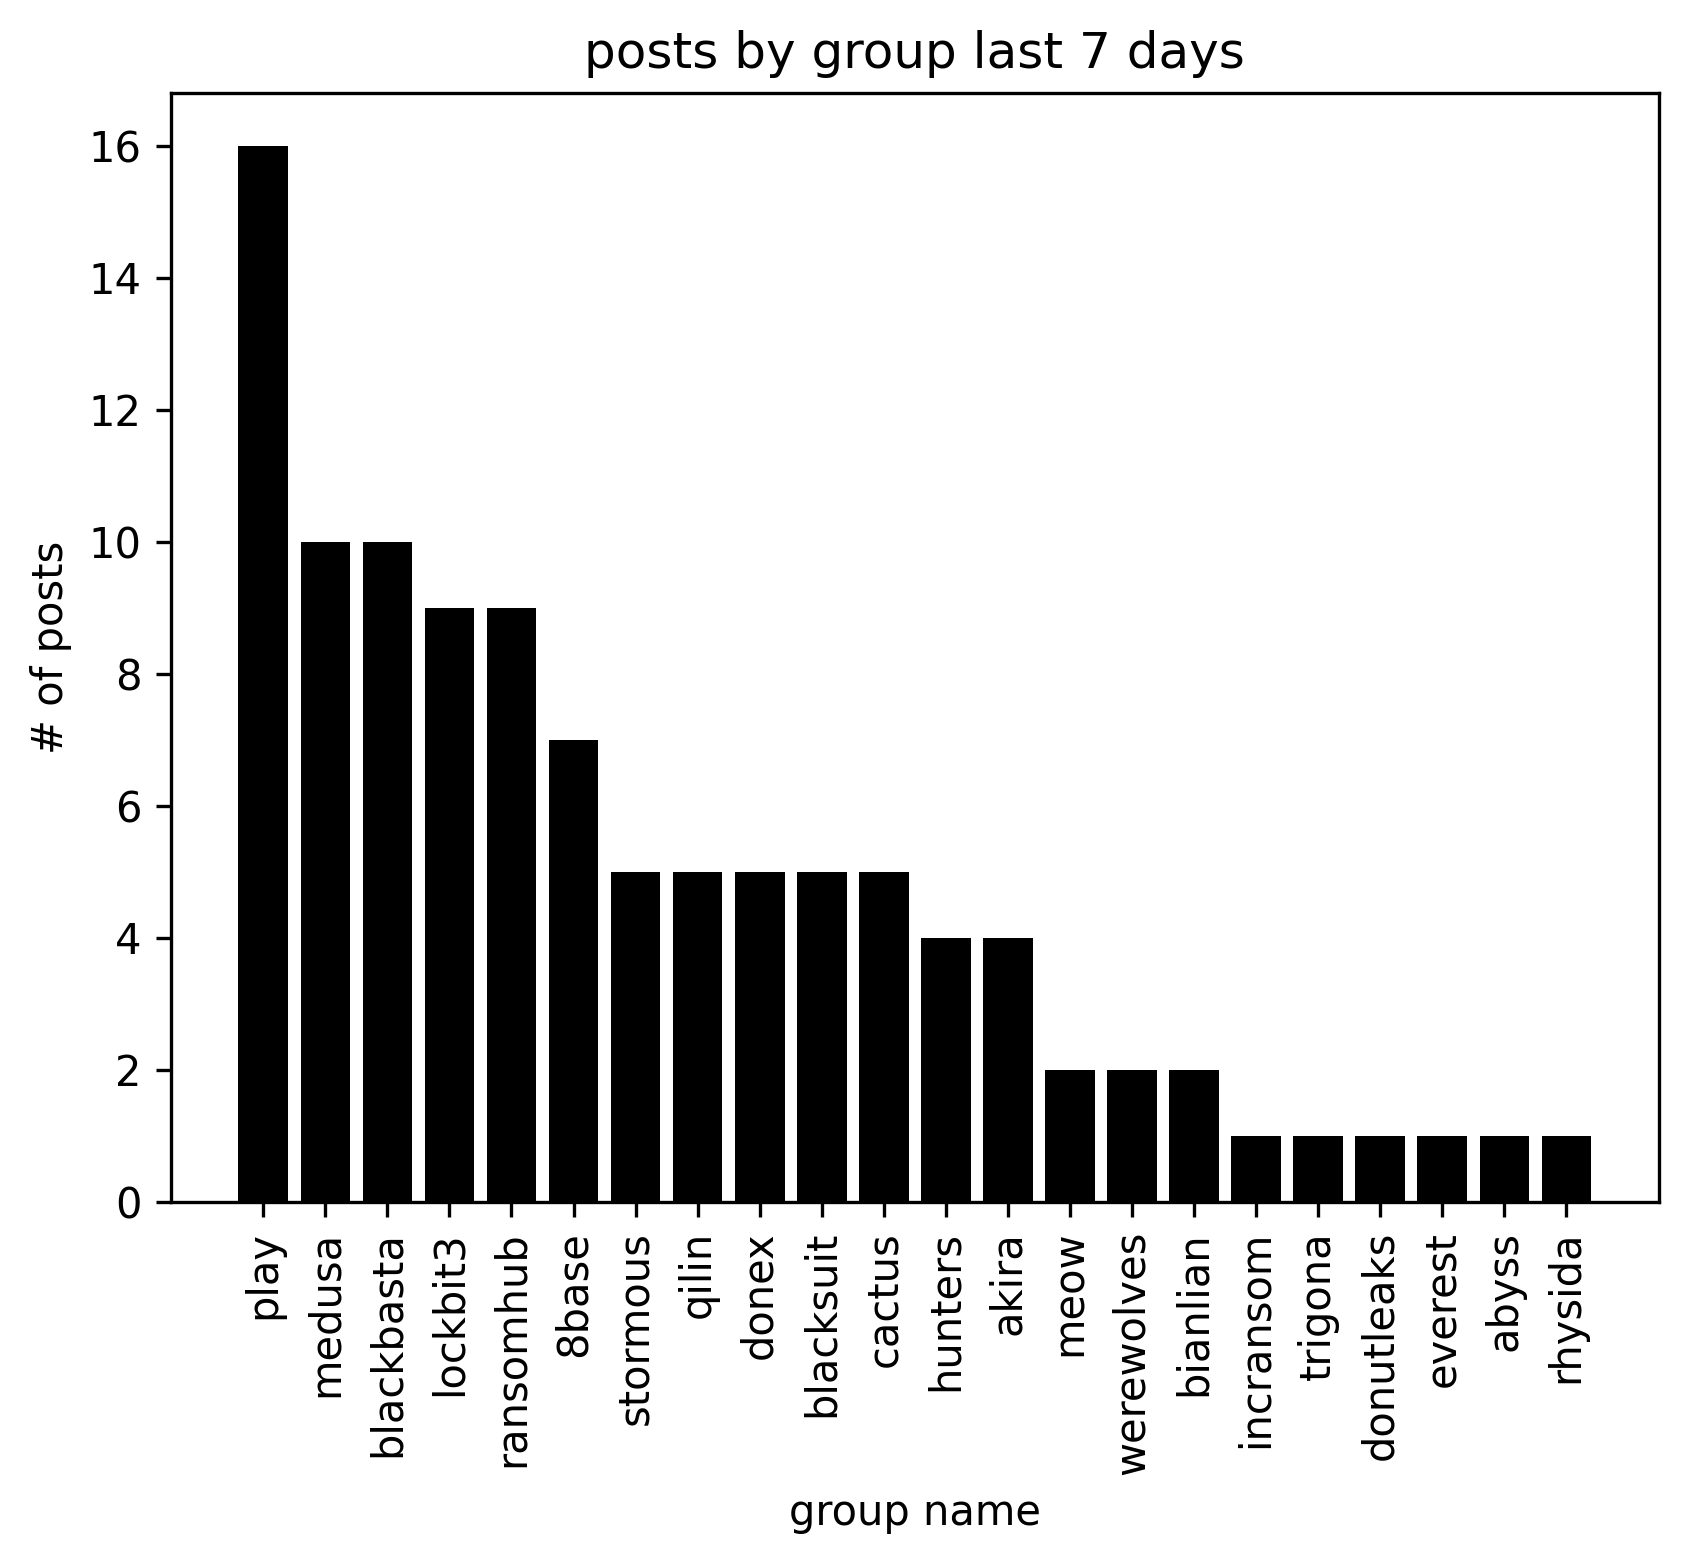 posts by group last 7 days
16
14
12
10
8
6
4
2
0
# of posts
play
medusa
blackbasta
lockbit3
ransomhub
8base
stormous
qilin
donex
blacksuit
cactus
hunters
akira
meow
werewolves
bianlian
incransom
trigona
donutleaks
everest
abyss
rhysida
group name